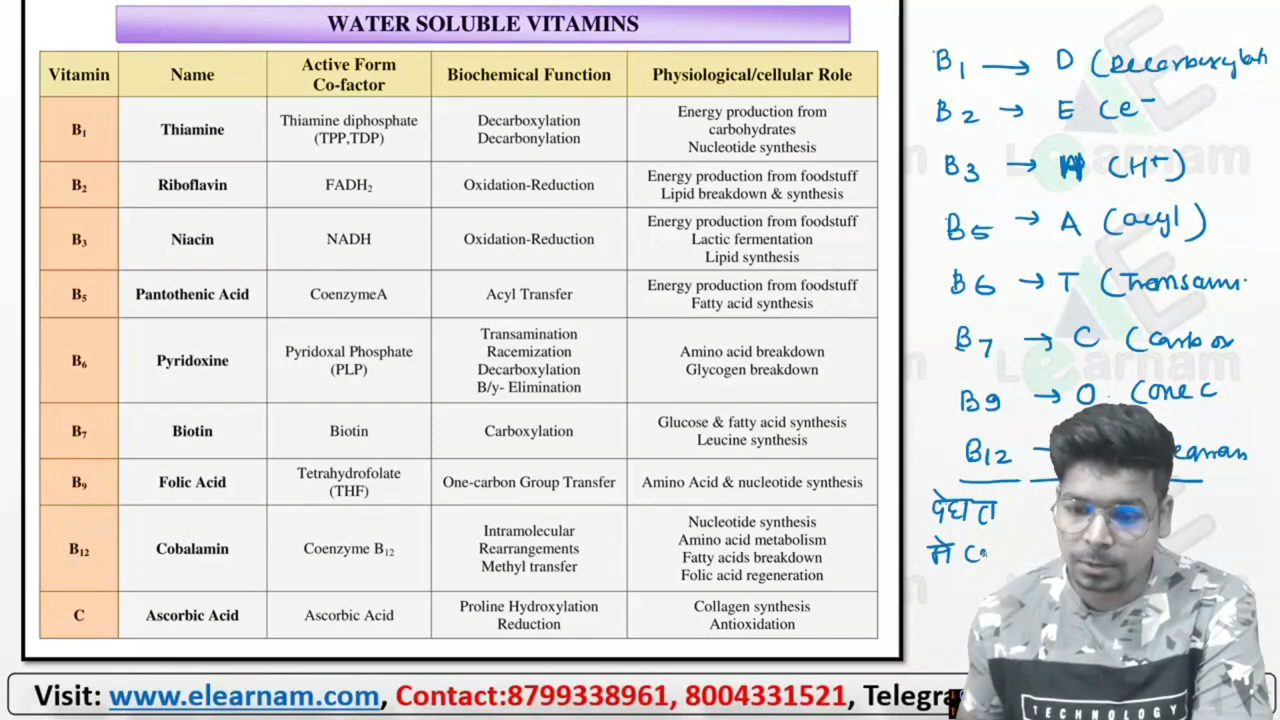 WATER SOLUBLE VITAMINS
Vitamin Name Active Form Co-factor Biochemical Function Physiological/cellular Role
B₁ Thiamine Thiamine diphosphate (TPP,TDP) Decarboxylation Decarbonylation Energy production from carbohydrates Nucleotide synthesis
B₂ Riboflavin FADH₂ Oxidation-Reduction Energy production from foodstuff Lipid breakdown & synthesis
B₃ Niacin NADH Oxidation-Reduction Energy production from foodstuff Lactic fermentation Lipid synthesis
B₅ Pantothenic Acid CoenzymeA Acyl Transfer Energy production from foodstuff Fatty acid synthesis
B₆ Pyridoxine Pyridoxal Phosphate (PLP) Transamination Racemization Decarboxylation B/y- Elimination Amino acid breakdown Glycogen breakdown
B₇ Biotin Biotin Carboxylation Glucose & fatty acid synthesis Leucine synthesis
B₉ Folic Acid Tetrahydrofolate (THF) One-carbon Group Transfer Amino Acid & nucleotide synthesis
B₁₂ Cobalamin Coenzyme B₁₂ Intramolecular Rearrangements Methyl transfer Nucleotide synthesis Amino acid metabolism Fatty acids breakdown Folic acid regeneration
C Ascorbic Acid Ascorbic Acid Proline Hydroxylation Reduction Collagen synthesis Antioxidation
B₁ → D (Decarboxylati
B₂ → E (e⁻
B₃ → H (H⁺)
B₅ → A (acyl)
B₆ → T (Transami
B₇ → C (carbox
B₉ → O (one C
B₁₂
देहात
में C
Learnam
Learnam
Visit: www.elearnam.com, Contact:8799338961, 8004331521, Telegra
TECHNOLOGY